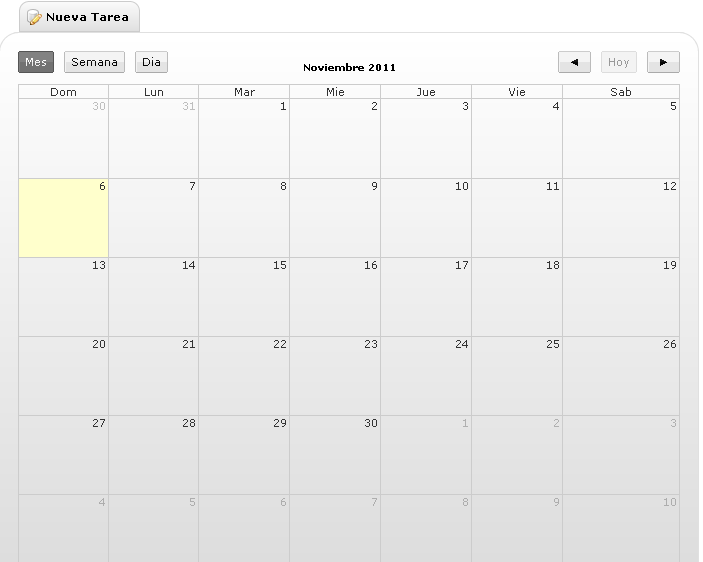 Nueva Tarea
Mes Semana Dia Noviembre 2011 ◄ Hoy ►
Dom Lun Mar Mie Jue Vie Sab
30 31 1 2 3 4 5
6 7 8 9 10 11 12
13 14 15 16 17 18 19
20 21 22 23 24 25 26
27 28 29 30 1 2 3
4 5 6 7 8 9 10